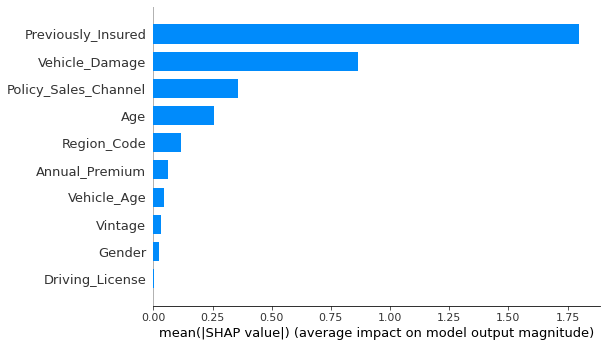 Previously_Insured
Vehicle_Damage
Policy_Sales_Channel
Age
Region_Code
Annual_Premium
Vehicle_Age
Vintage
Gender
Driving_License
0.00 0.25 0.50 0.75 1.00 1.25 1.50 1.75
mean(|SHAP value|) (average impact on model output magnitude)